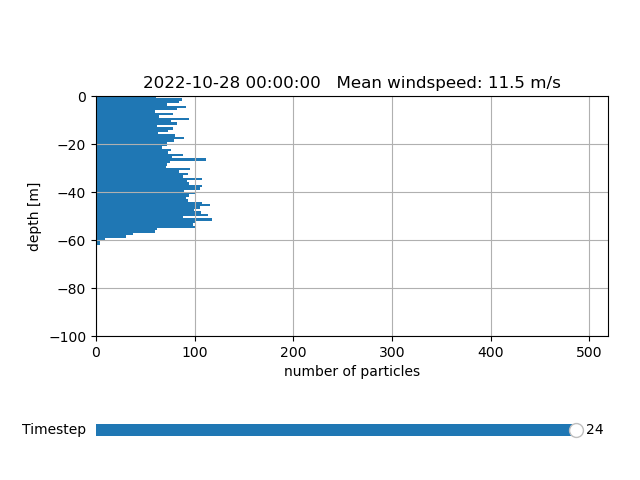 2022-10-28 00:00:00   Mean windspeed: 11.5 m/s
0
−20
−40
−60
−80
−100
depth [m]
0 100 200 300 400 500
number of particles
Timestep 24